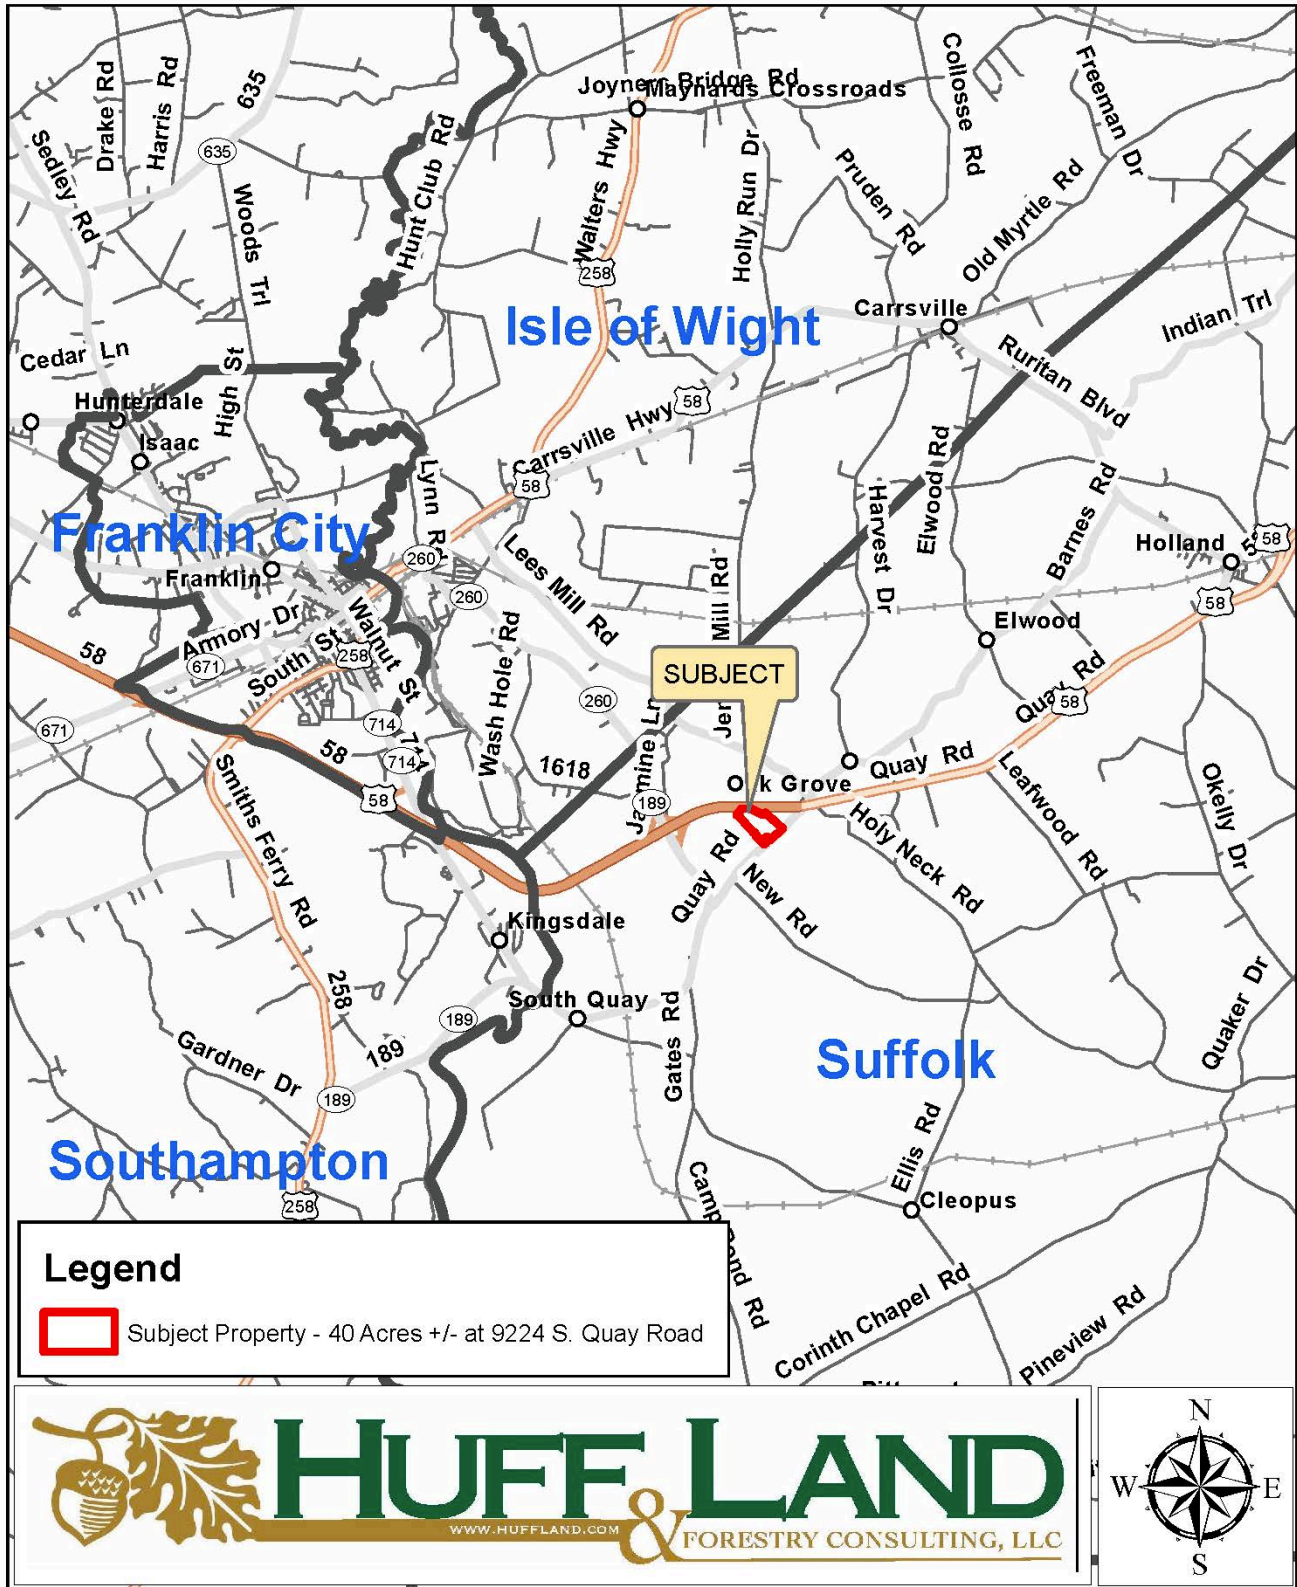 Joyners Bridge Rd
Maynards Crossroads
Drake Rd
Harris Rd
635
Sedley Rd
635
Woods Trl
Hunt Club Rd
Walters Hwy
258
Holly Run Dr
Collosse Rd
Freeman Dr
Pruden Rd
Old Myrtle Rd
Isle of Wight
Carrsville
Indian Trl
Ruritan Blvd
Cedar Ln
High St
Hunterdale
Isaac
Carrsville Hwy
58
58
Lynn Rd
Elwood Rd
Harvest Dr
Barnes Rd
Holland
58
58
Franklin City
Franklin
260
260
Lees Mill Rd
Mill Rd
Elwood
Armory Dr
671
South St
258
Walnut St
Wash Hole Rd
58
671
SUBJECT
260
Quay Rd
58
714
714
714
58
58
1618
189
Quay Rd
Leafwood Rd
Okelly Dr
Smiths Ferry Rd
Holy Neck Rd
Quay Rd
New Rd
Kingsdale
258
South Quay
189
189
Gates Rd
Quaker Dr
Gardner Dr
189
Suffolk
Southampton
258
Ellis Rd
Cleopus
Corinth Chapel Rd
Pineview Rd
Legend
Subject Property - 40 Acres +/- at 9224 S. Quay Road
HUFF & LAND
WWW.HUFFLAND.COM
FORESTRY CONSULTING, LLC
N
W E
S